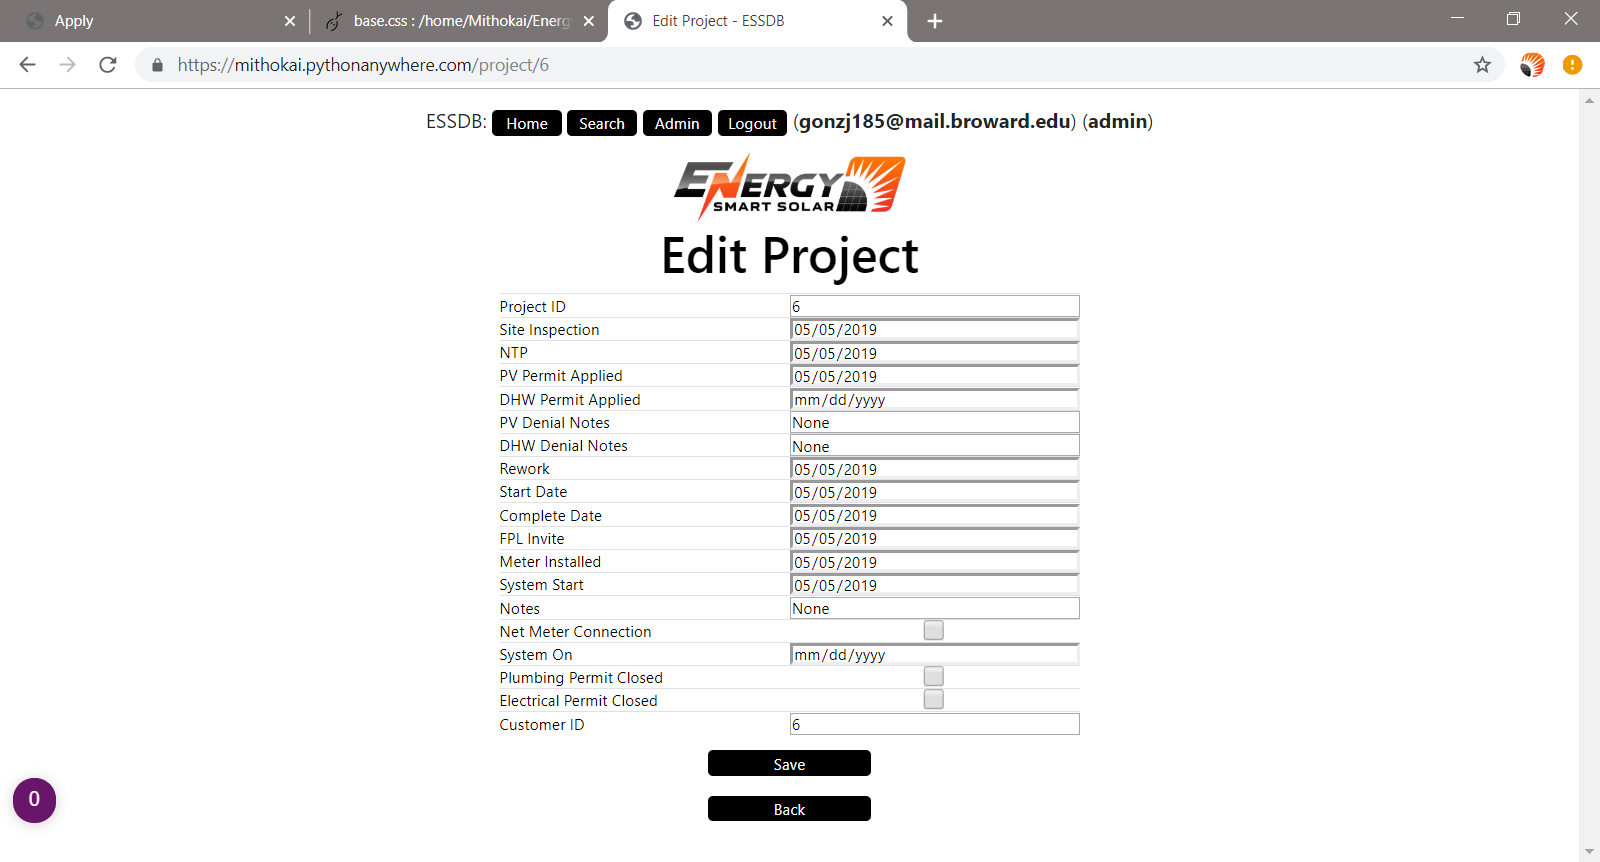 Apply
base.css : /home/Mithokai/Energ
Edit Project - ESSDB
https://mithokai.pythonanywhere.com/project/6
ESSDB: Home Search Admin Logout (gonzj185@mail.broward.edu) (admin)
ENERGY
SMART SOLAR
Edit Project
Project ID 6
Site Inspection 05/05/2019
NTP 05/05/2019
PV Permit Applied 05/05/2019
DHW Permit Applied mm/dd/yyyy
PV Denial Notes None
DHW Denial Notes None
Rework 05/05/2019
Start Date 05/05/2019
Complete Date 05/05/2019
FPL Invite 05/05/2019
Meter Installed 05/05/2019
System Start 05/05/2019
Notes None
Net Meter Connection
System On mm/dd/yyyy
Plumbing Permit Closed
Electrical Permit Closed
Customer ID 6
Save
0
Back